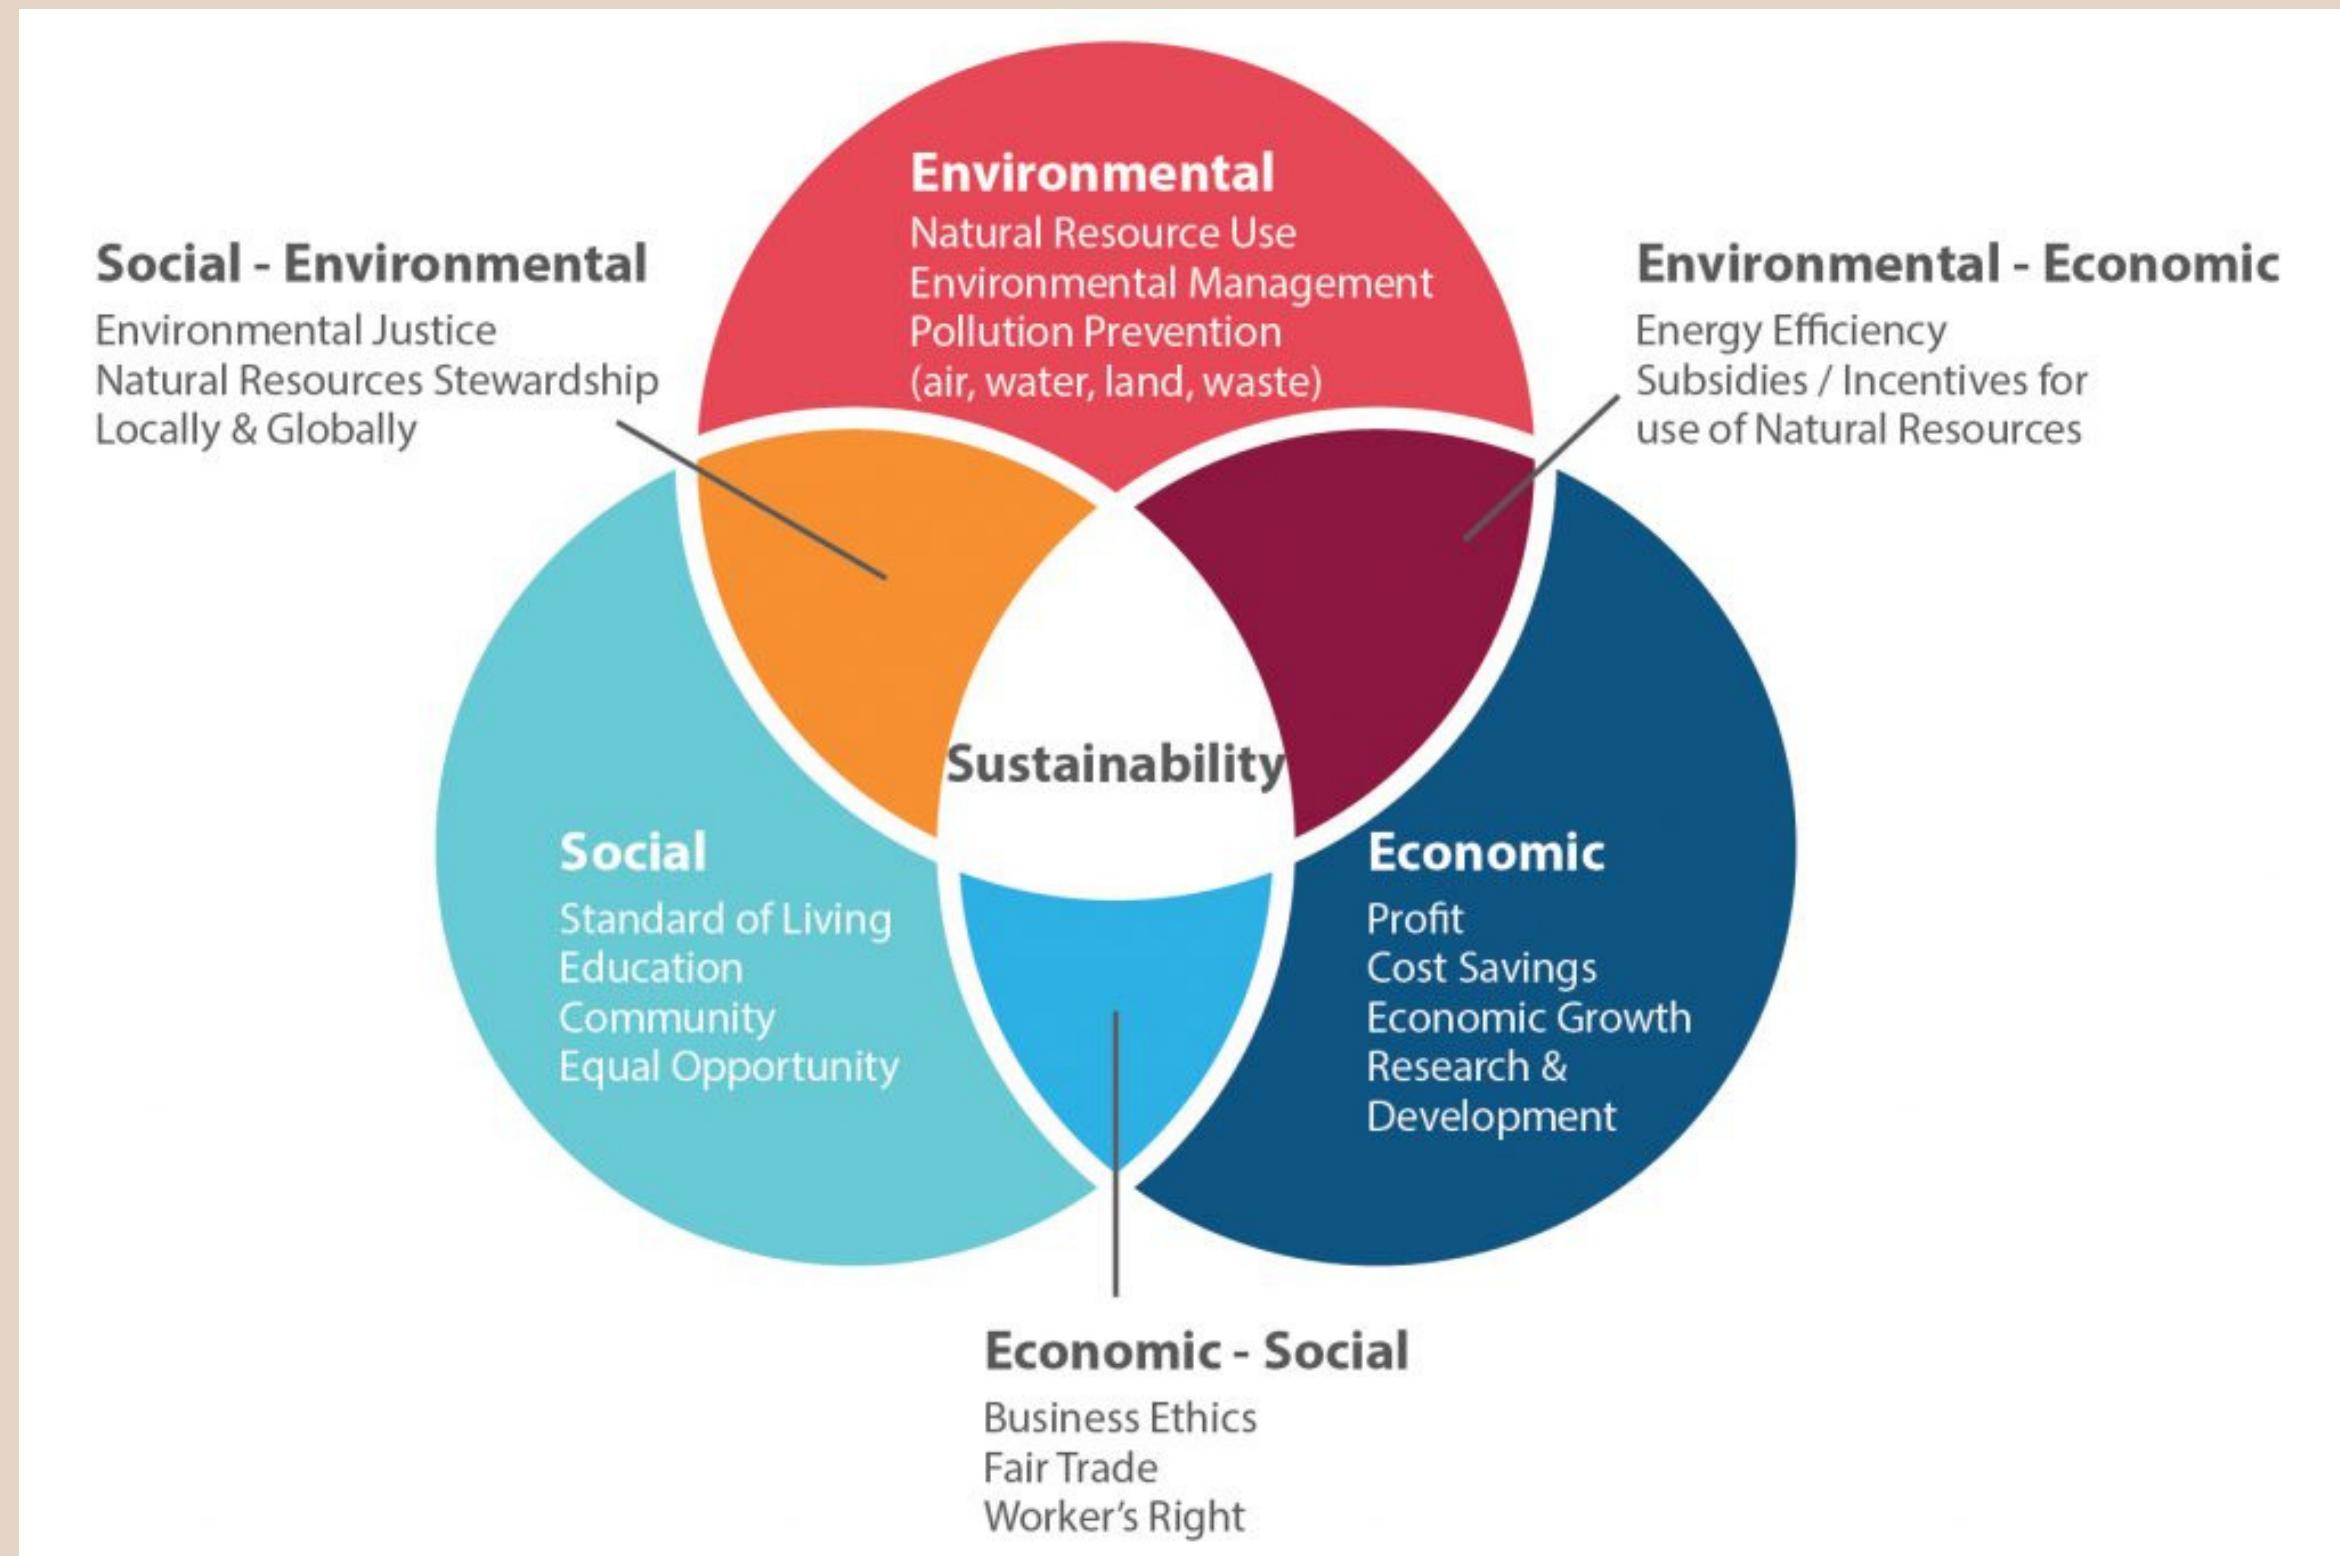 Environmental
Natural Resource Use
Environmental Management
Pollution Prevention
(air, water, land, waste)
Social - Environmental
Environmental Justice
Natural Resources Stewardship
Locally & Globally
Environmental - Economic
Energy Efficiency
Subsidies / Incentives for
use of Natural Resources
Sustainability
Social
Standard of Living
Education
Community
Equal Opportunity
Economic
Profit
Cost Savings
Economic Growth
Research &
Development
Economic - Social
Business Ethics
Fair Trade
Worker’s Right